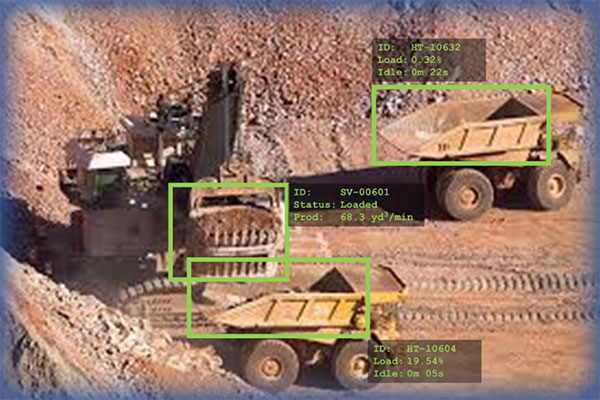 ID: HT-10632
Load: 0.32%
Idle: 0m 22s
ID: SV-00601
Status: Loaded
Prod: 68.3 yd³/min
ID: HT-10604
Load: 19.54%
Idle: 0m 05s